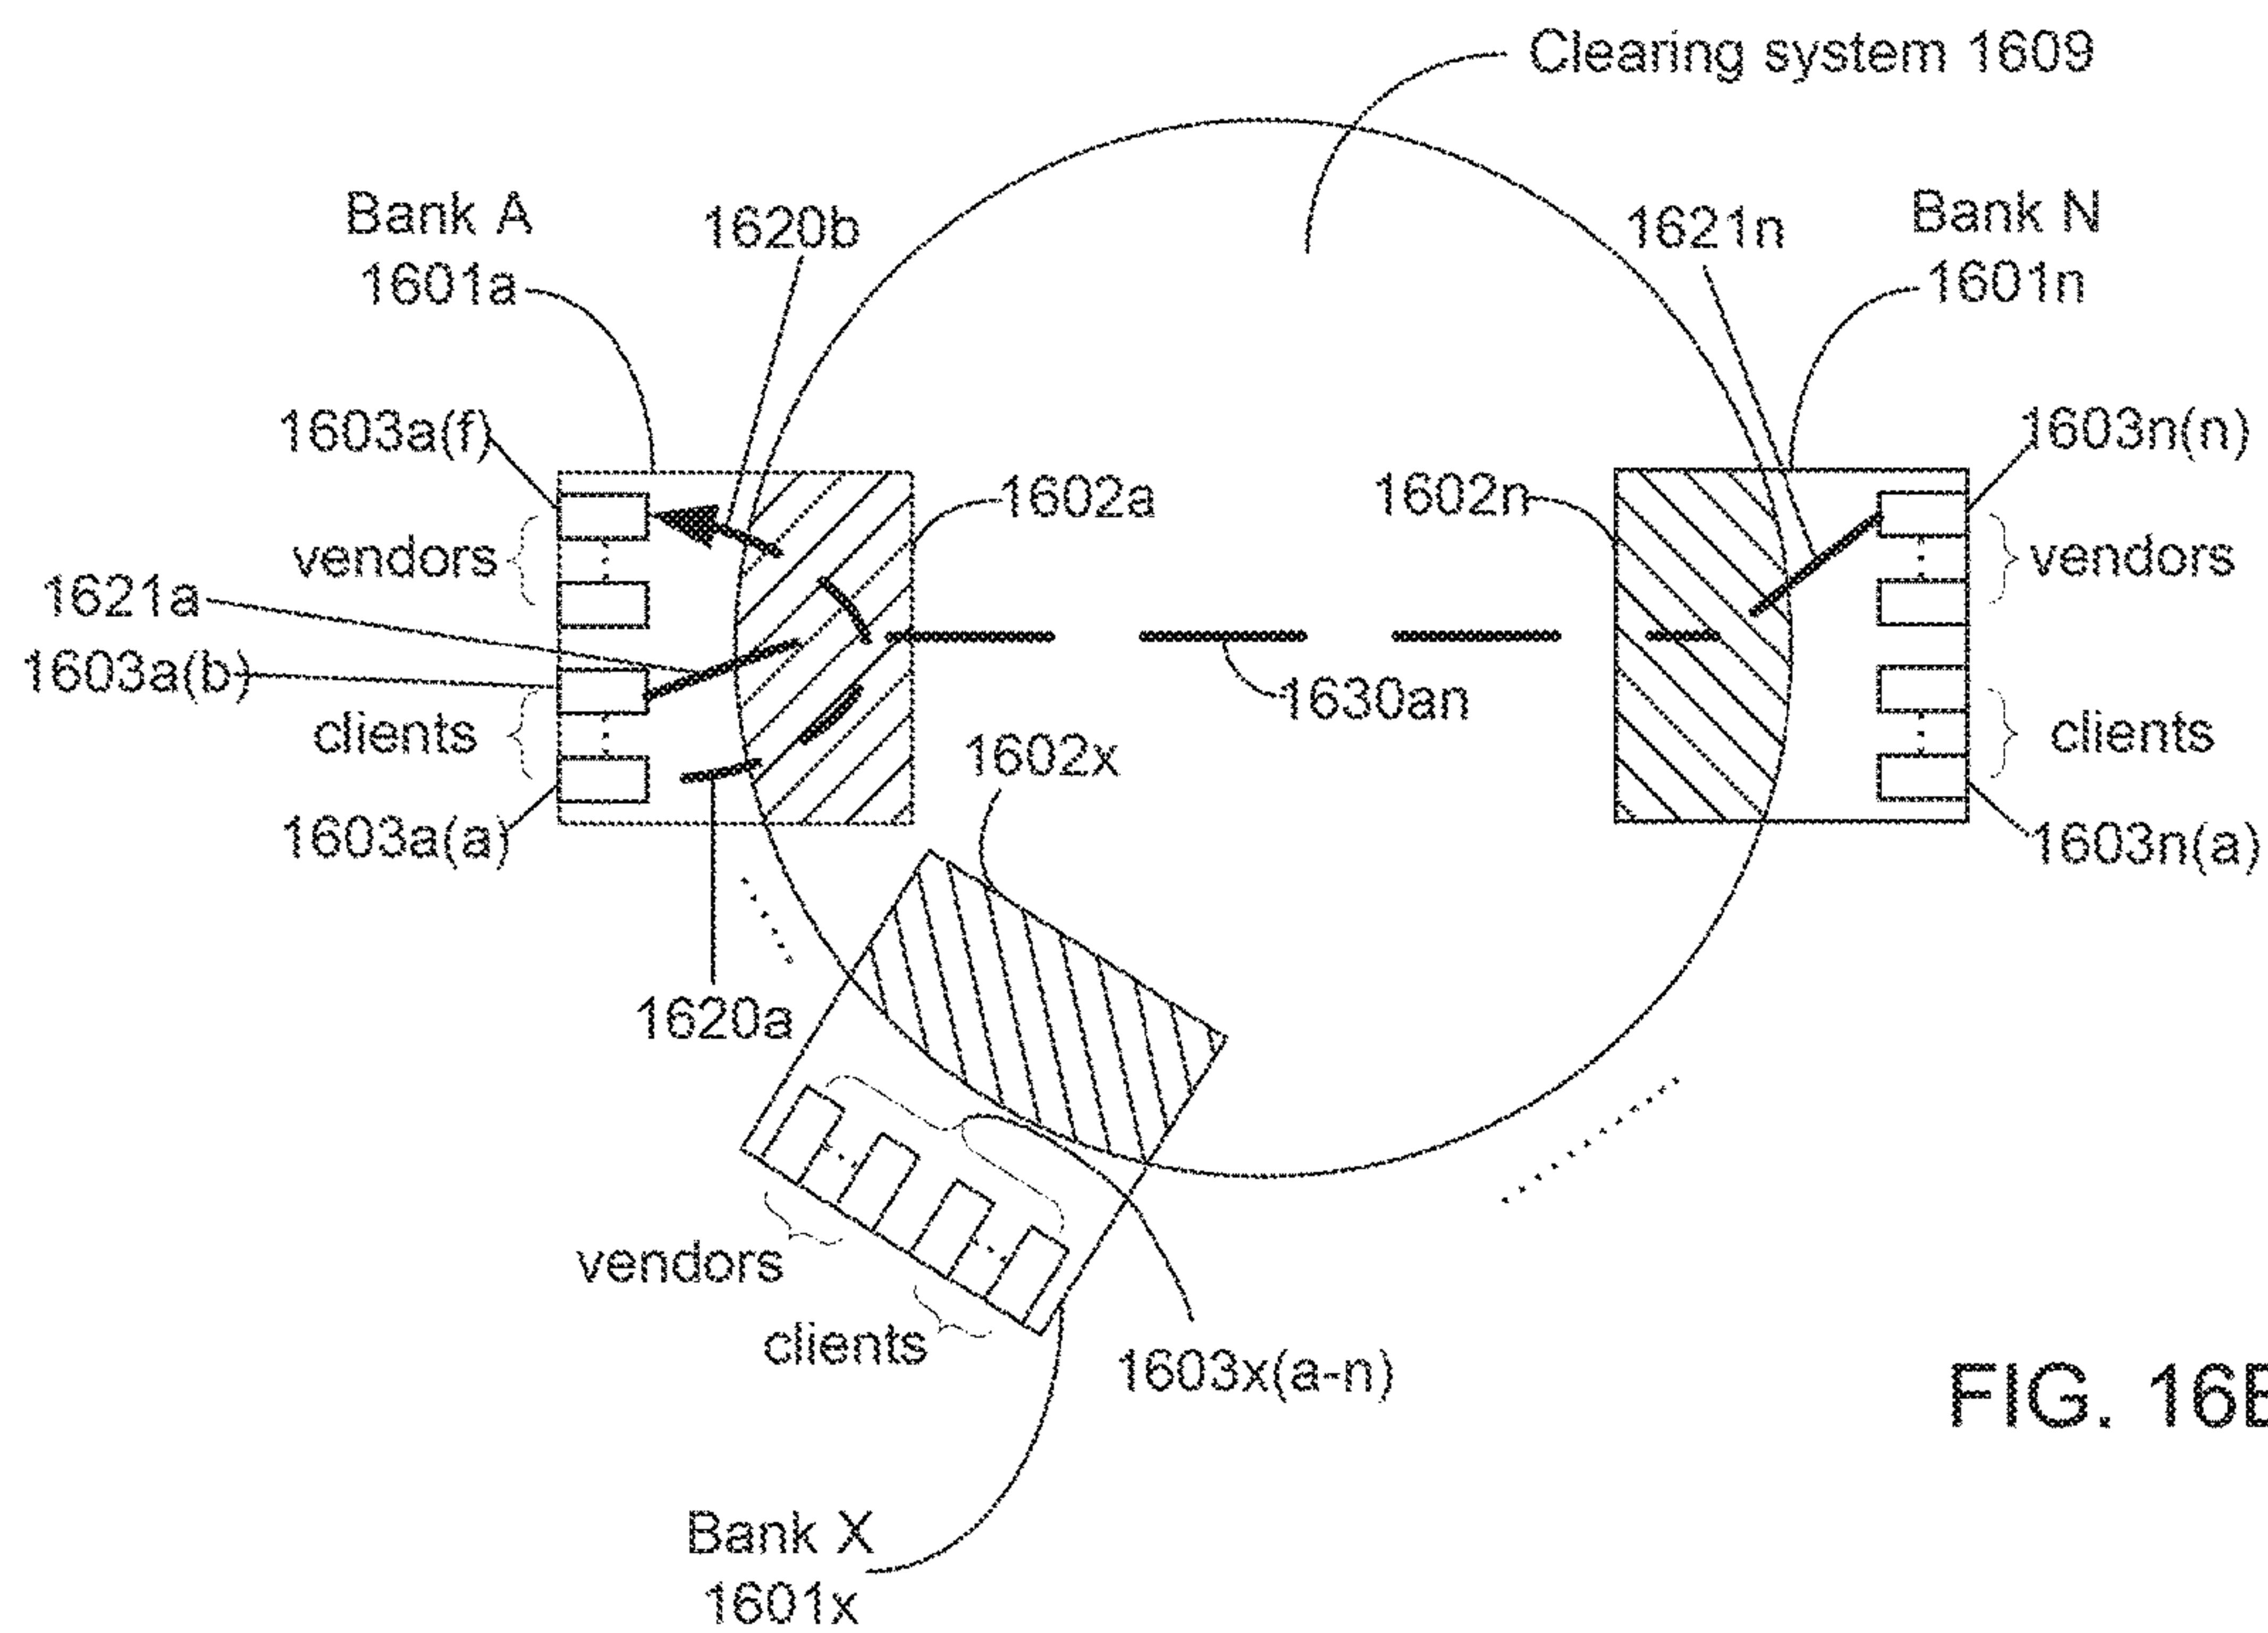 Clearing system 1609
Bank A
1601a
1620b
1621n
Bank N
1601n
1603a(f)
1603n(n)
1602a
1602n
vendors
vendors
1621a
1603a(b)
1630an
clients
clients
1602x
1603a(a)
1603n(a)
1620a
vendors
clients
1603x(a-n)
FIG. 16B
Bank X
1601x